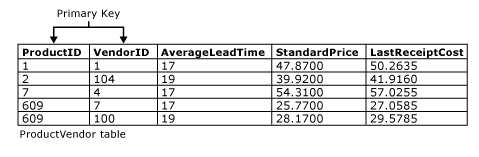 Primary Key
ProductID VendorID AverageLeadTime StandardPrice LastReceiptCost
1 1 17 47.8700 50.2635
2 104 19 39.9200 41.9160
7 4 17 54.3100 57.0255
609 7 17 25.7700 27.0585
609 100 19 28.1700 29.5785
ProductVendor table